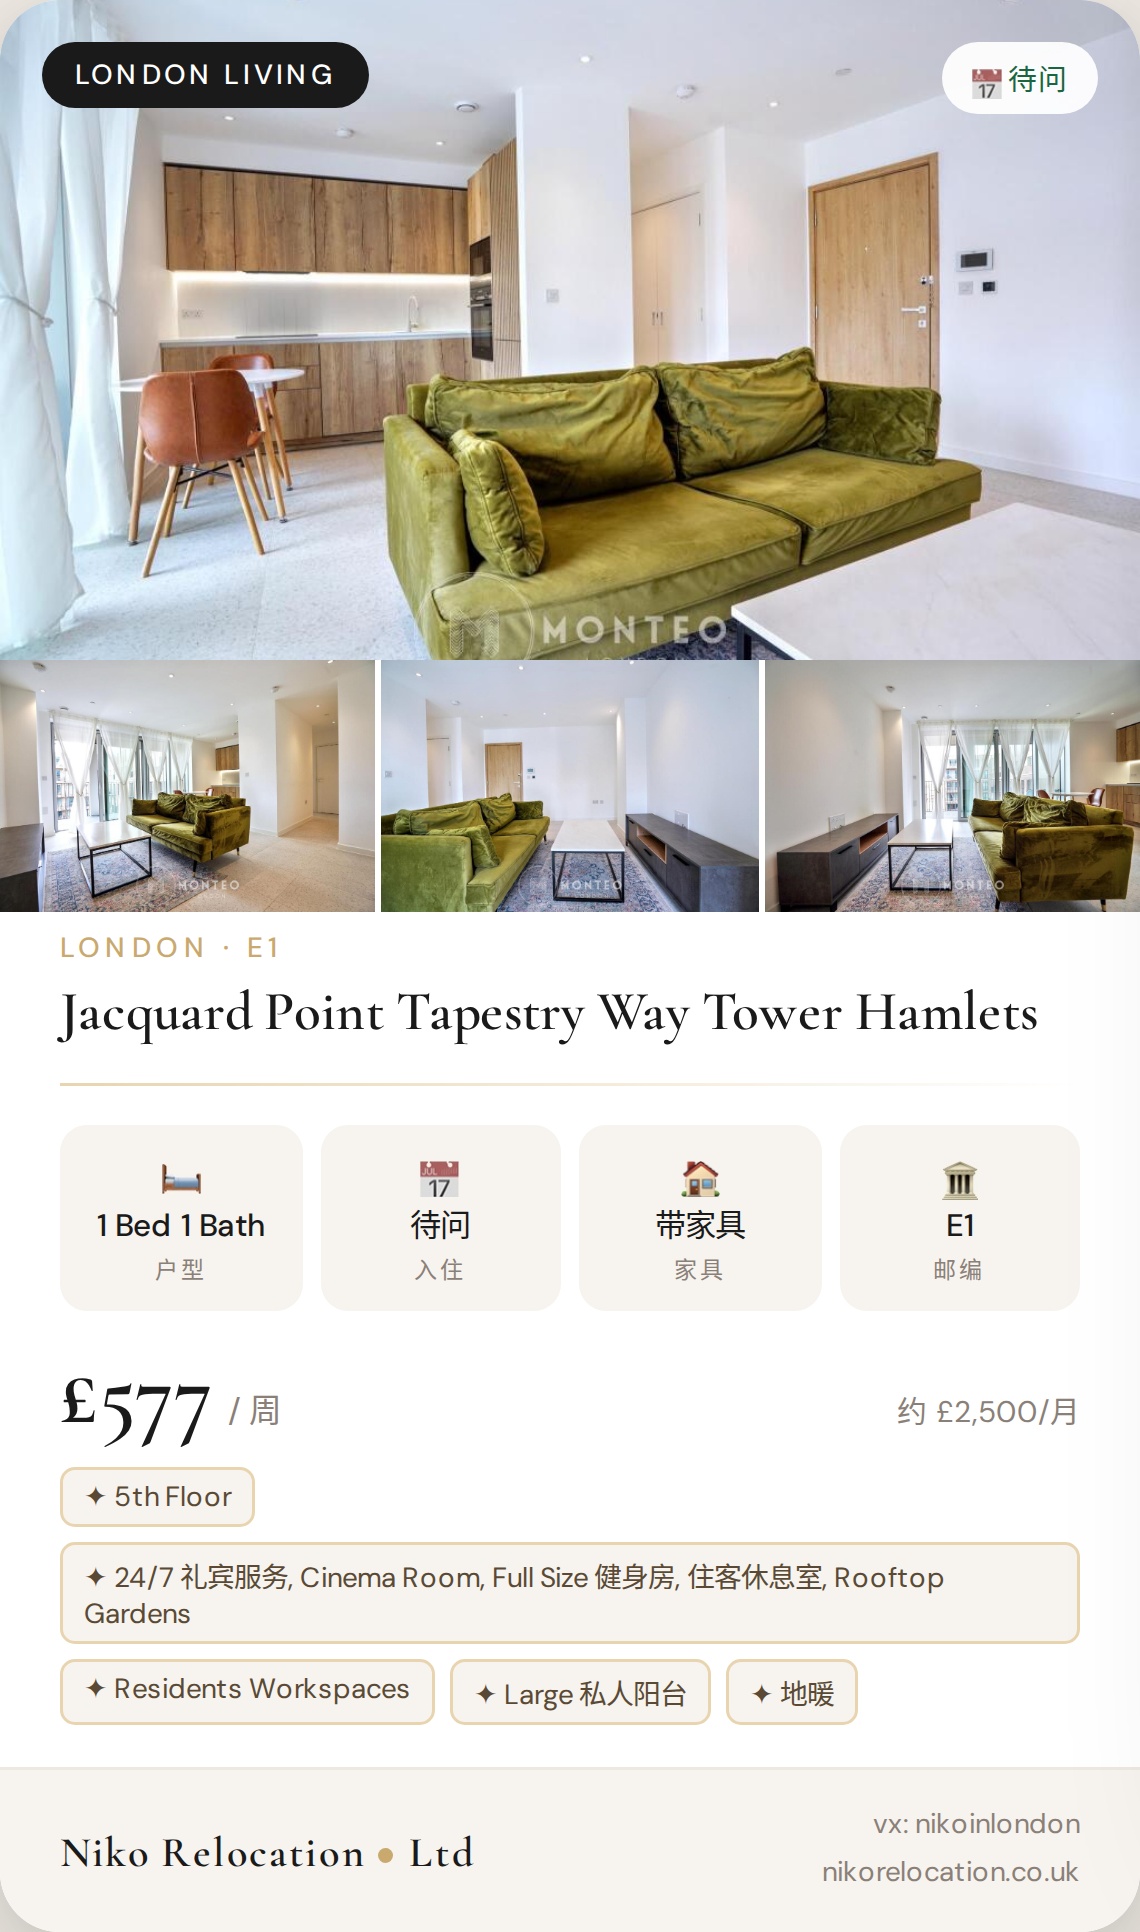 LONDON LIVING
📅 待问
MONTEO
MONTEO
MONTEO
MONTEO
LONDON · E1
Jacquard Point Tapestry Way Tower Hamlets
1 Bed 1 Bath
户型
待问
入住
带家具
家具
E1
邮编
£577 / 周
约 £2,500/月
✦ 5th Floor
✦ 24/7 礼宾服务, Cinema Room, Full Size 健身房, 住客休息室, Rooftop
Gardens
✦ Residents Workspaces
✦ Large 私人阳台
✦ 地暖
Niko Relocation • Ltd
vx: nikoinlondon
nikorelocation.co.uk